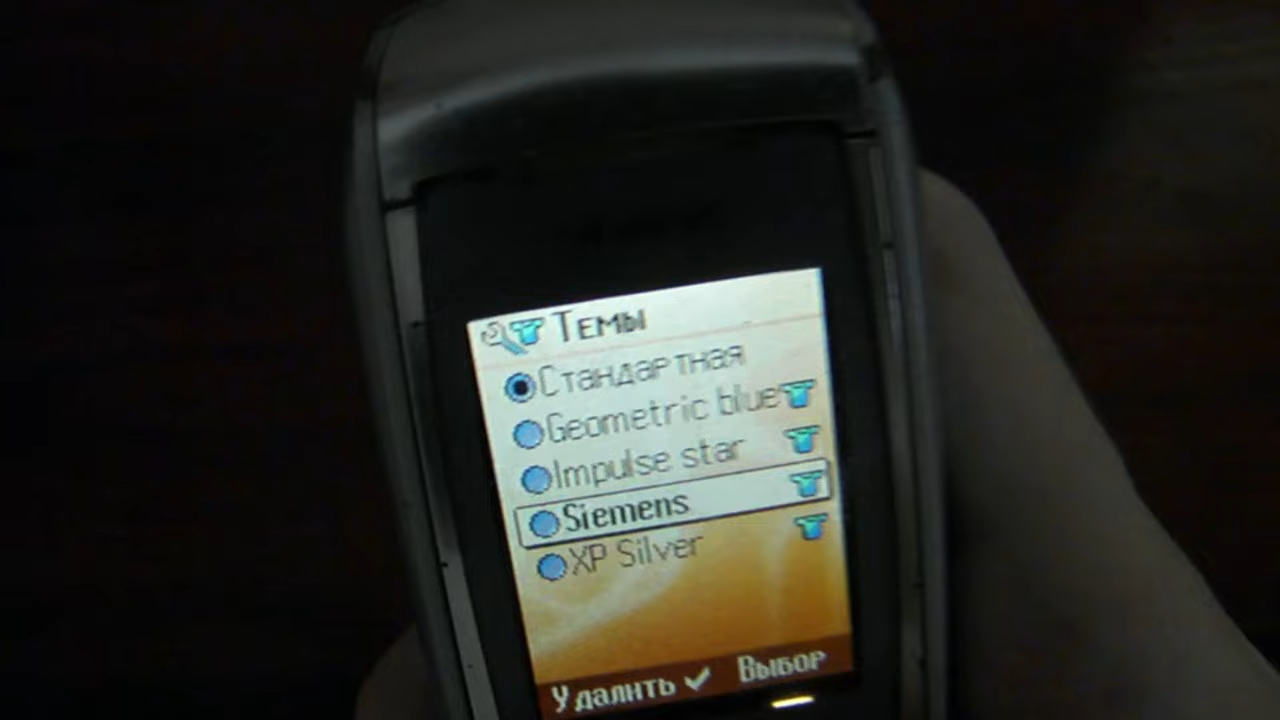 Темы
Стандартная
Geometric blue
Impulse star
Siemens
XP Silver
Удалить Выбор